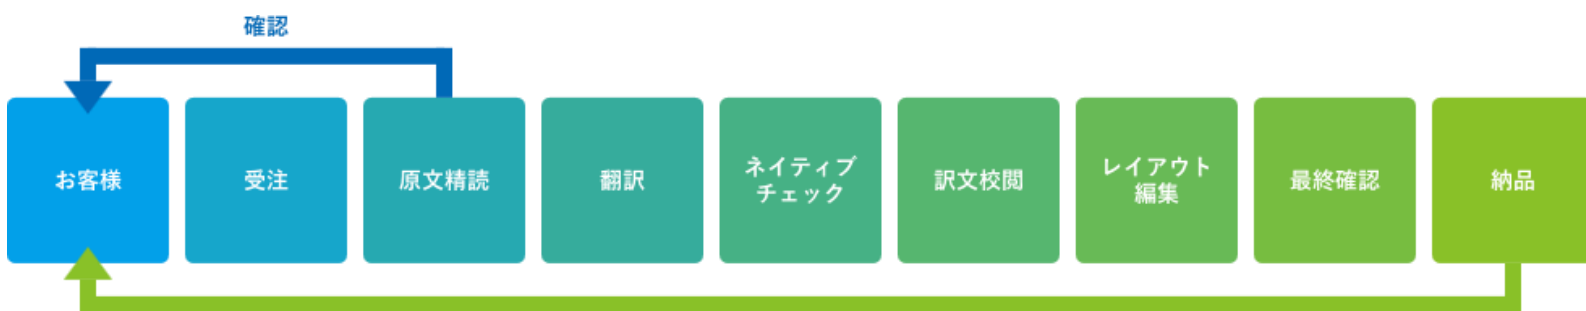 確認
お客様
受注
原文精読
翻訳
ネイティブ
チェック
訳文校閲
レイアウト
編集
最終確認
納品